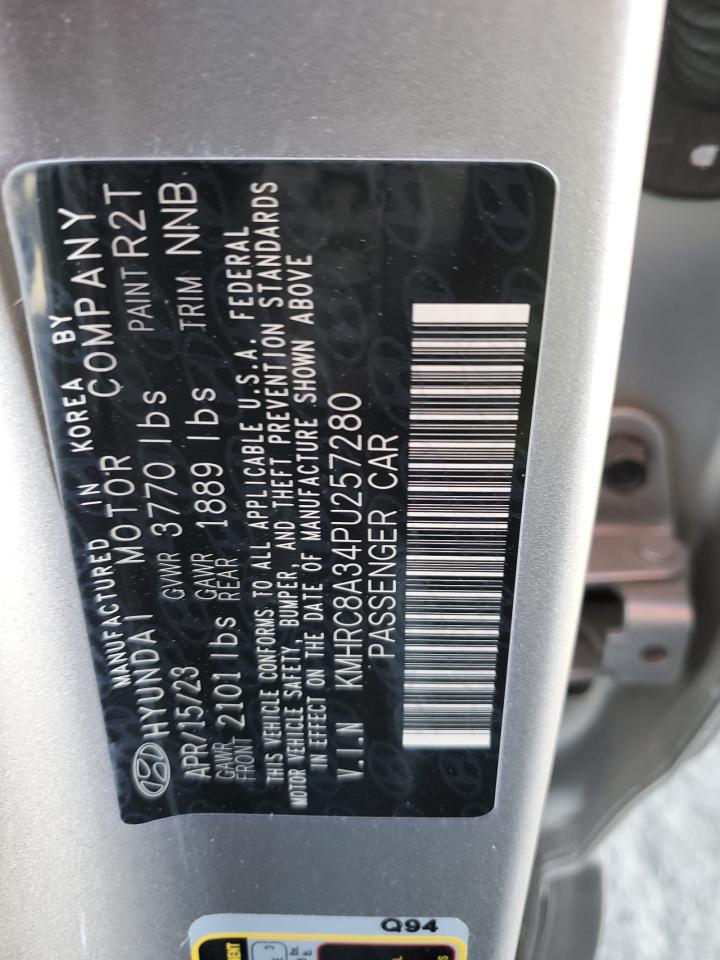 MANUFACTURED IN KOREA BY
HYUNDAI MOTOR COMPANY
APR/15/23 GVWR 3770 lbs PAINT R2T
GAWR FRONT 2101 lbs GAWR REAR 1889 lbs TRIM NNB
THIS VEHICLE CONFORMS TO ALL APPLICABLE U.S.A. FEDERAL
MOTOR VEHICLE SAFETY, BUMPER, AND THEFT PREVENTION STANDARDS
IN EFFECT ON THE DATE OF MANUFACTURE SHOWN ABOVE
V.I.N KMHRC8A34PU257280
PASSENGER CAR
Q94